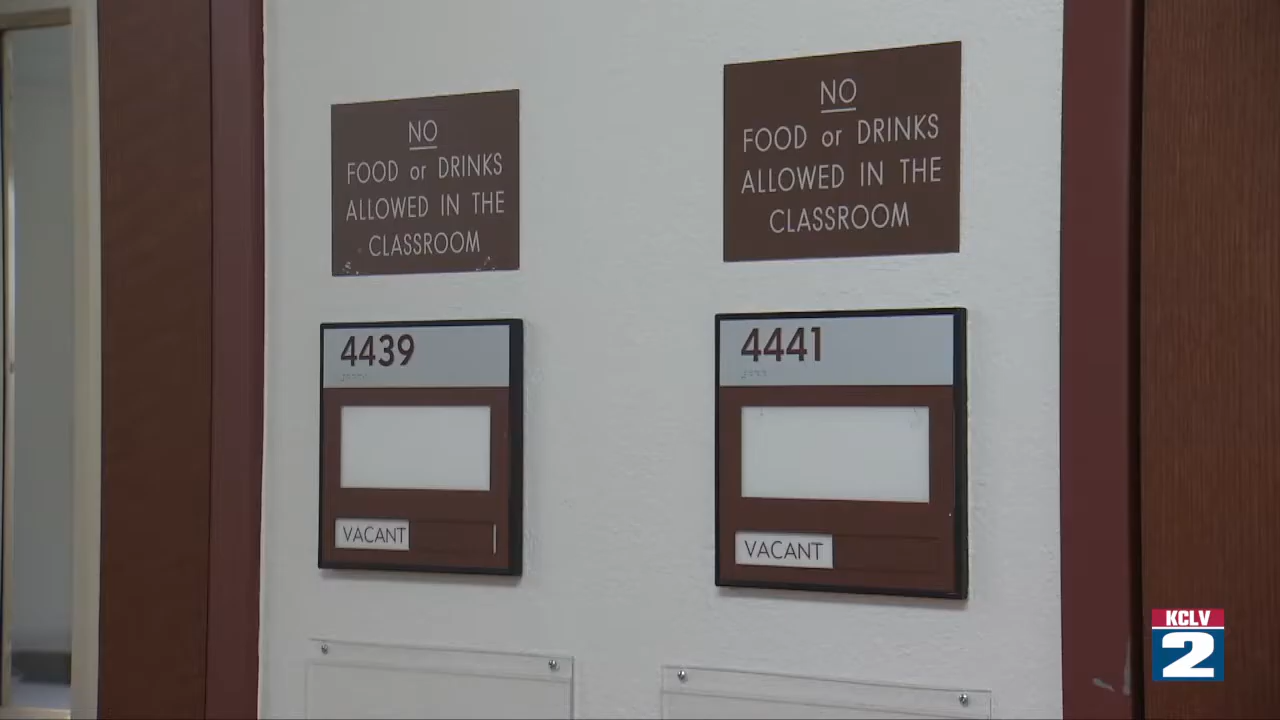 NO
FOOD or DRINKS
ALLOWED IN THE
CLASSROOM
NO
FOOD or DRINKS
ALLOWED IN THE
CLASSROOM
4439
VACANT
4441
VACANT
KCLV
2